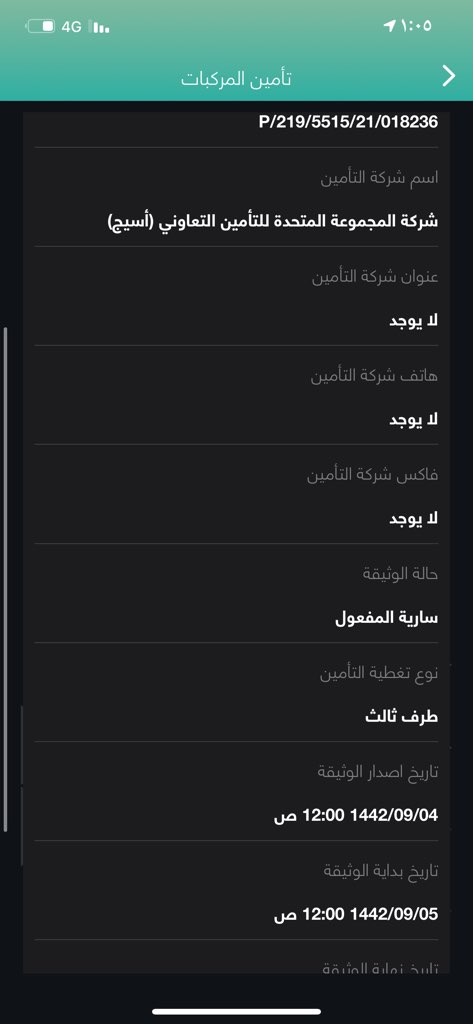 ١:٠٥
4G
تأمين المركبات
P/219/5515/21/018236
اسم شركة التأمين
شركة المجموعة المتحدة للتأمين التعاوني (أسيج)
عنوان شركة التأمين
لا يوجد
هاتف شركة التأمين
لا يوجد
فاكس شركة التأمين
لا يوجد
حالة الوثيقة
سارية المفعول
نوع تغطية التأمين
طرف ثالث
تاريخ اصدار الوثيقة
1442/09/04 12:00 ص
تاريخ بداية الوثيقة
1442/09/05 12:00 ص
تاريخ نهاية الوثيقة